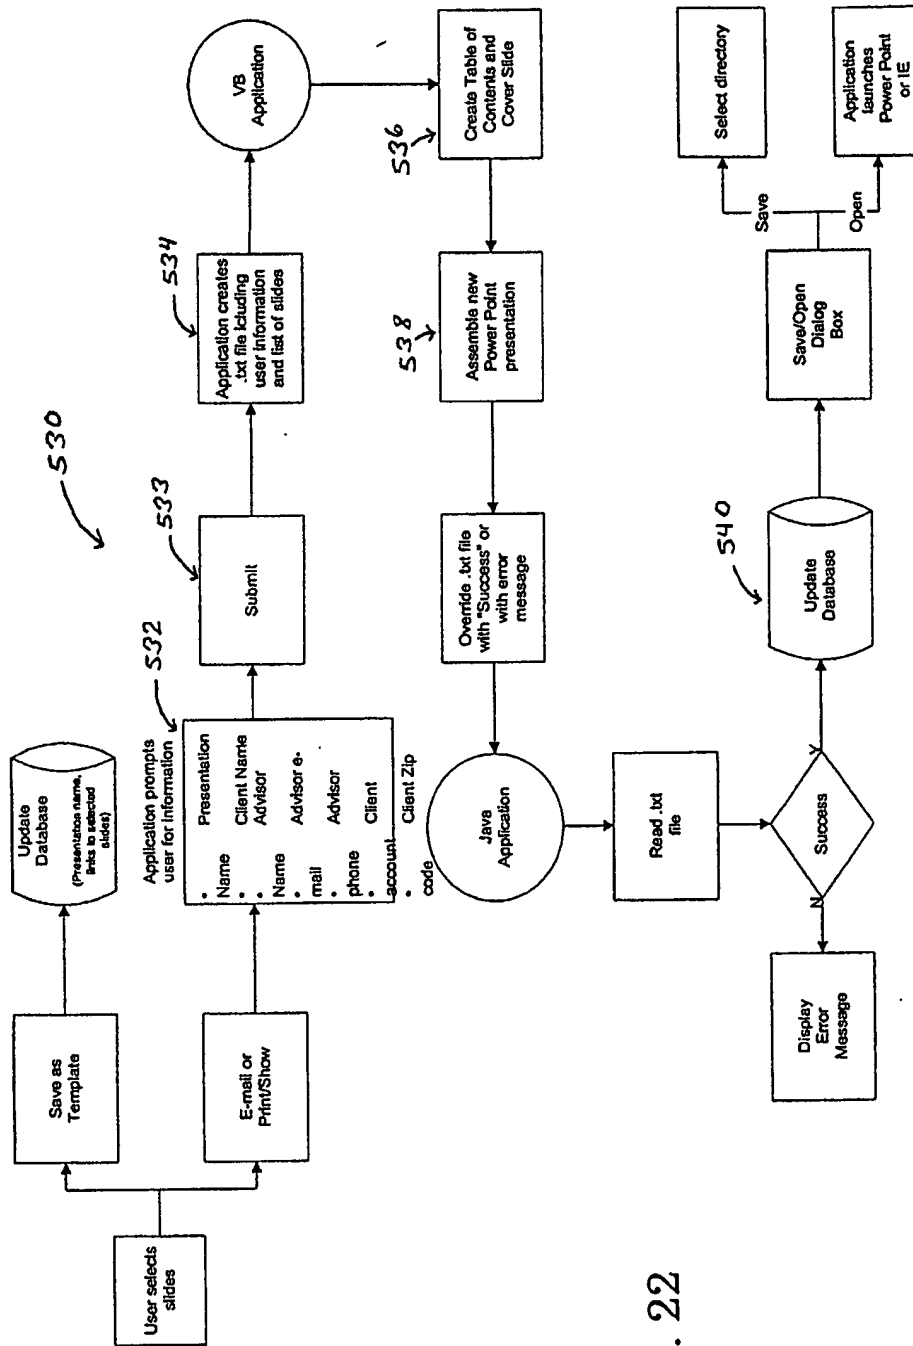 530
User selects
slides
Save as
Template
Update
Database
(Presentation name,
links to selected
slides)
E-mail or
Print/Show
Application prompts
user for information
532
• Presentation
Name
• Client Name
• Advisor
Name
• Advisor e-
mail
• Advisor
phone
• Client
account
• Client Zip
code
533
Submit
534
Application creates
.txt file icluding
user information
and list of slides
VB
Application
536
Create Table of
Contents and
Cover Slide
538
Assemble new
Power Point
presentation
Override .txt file
with "Success" or
with error
message
Java
Application
Read .txt
file
Success
N
Y
Display
Error
Message
540
Update
Database
Save/Open
Dialog
Box
Save
Open
Select directory
Application
launches
Power Point
or IE
. 22